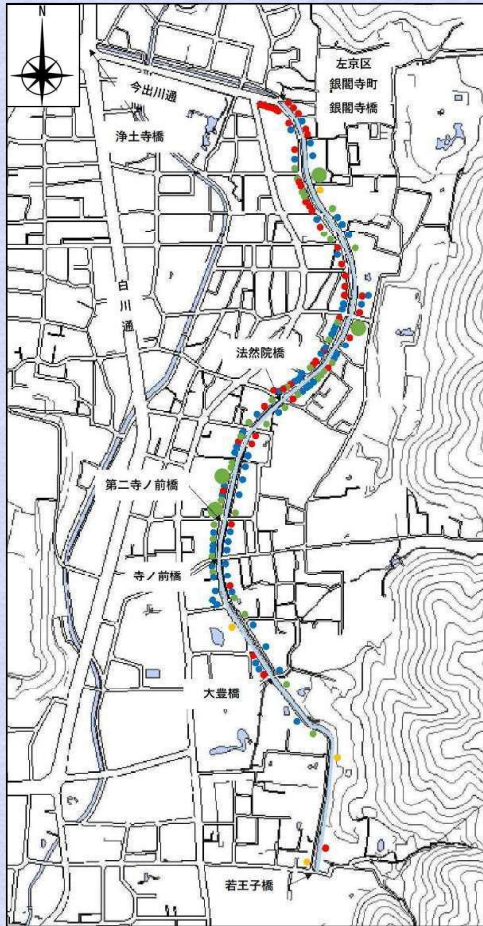 N
左京区
銀閣寺町
銀閣寺橋
今出川通
浄土寺橋
白川通
法然院橋
第二寺ノ前橋
寺ノ前橋
大豊橋
若王子橋